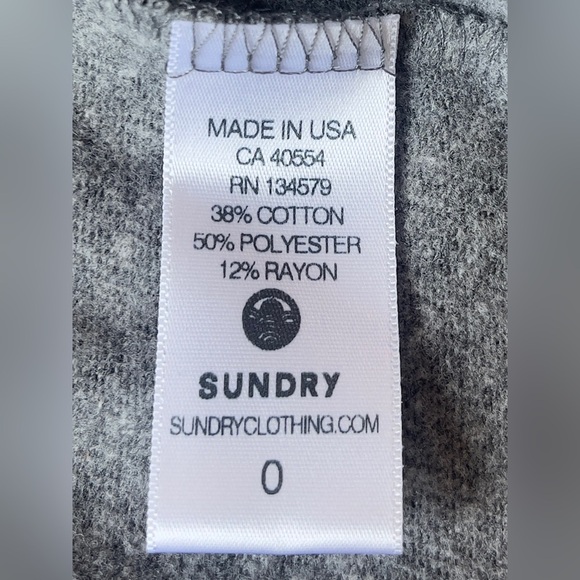 MADE IN USA
CA 40554
RN 134579
38% COTTON
50% POLYESTER
12% RAYON
SUNDRY
SUNDRYCLOTHING.COM
0